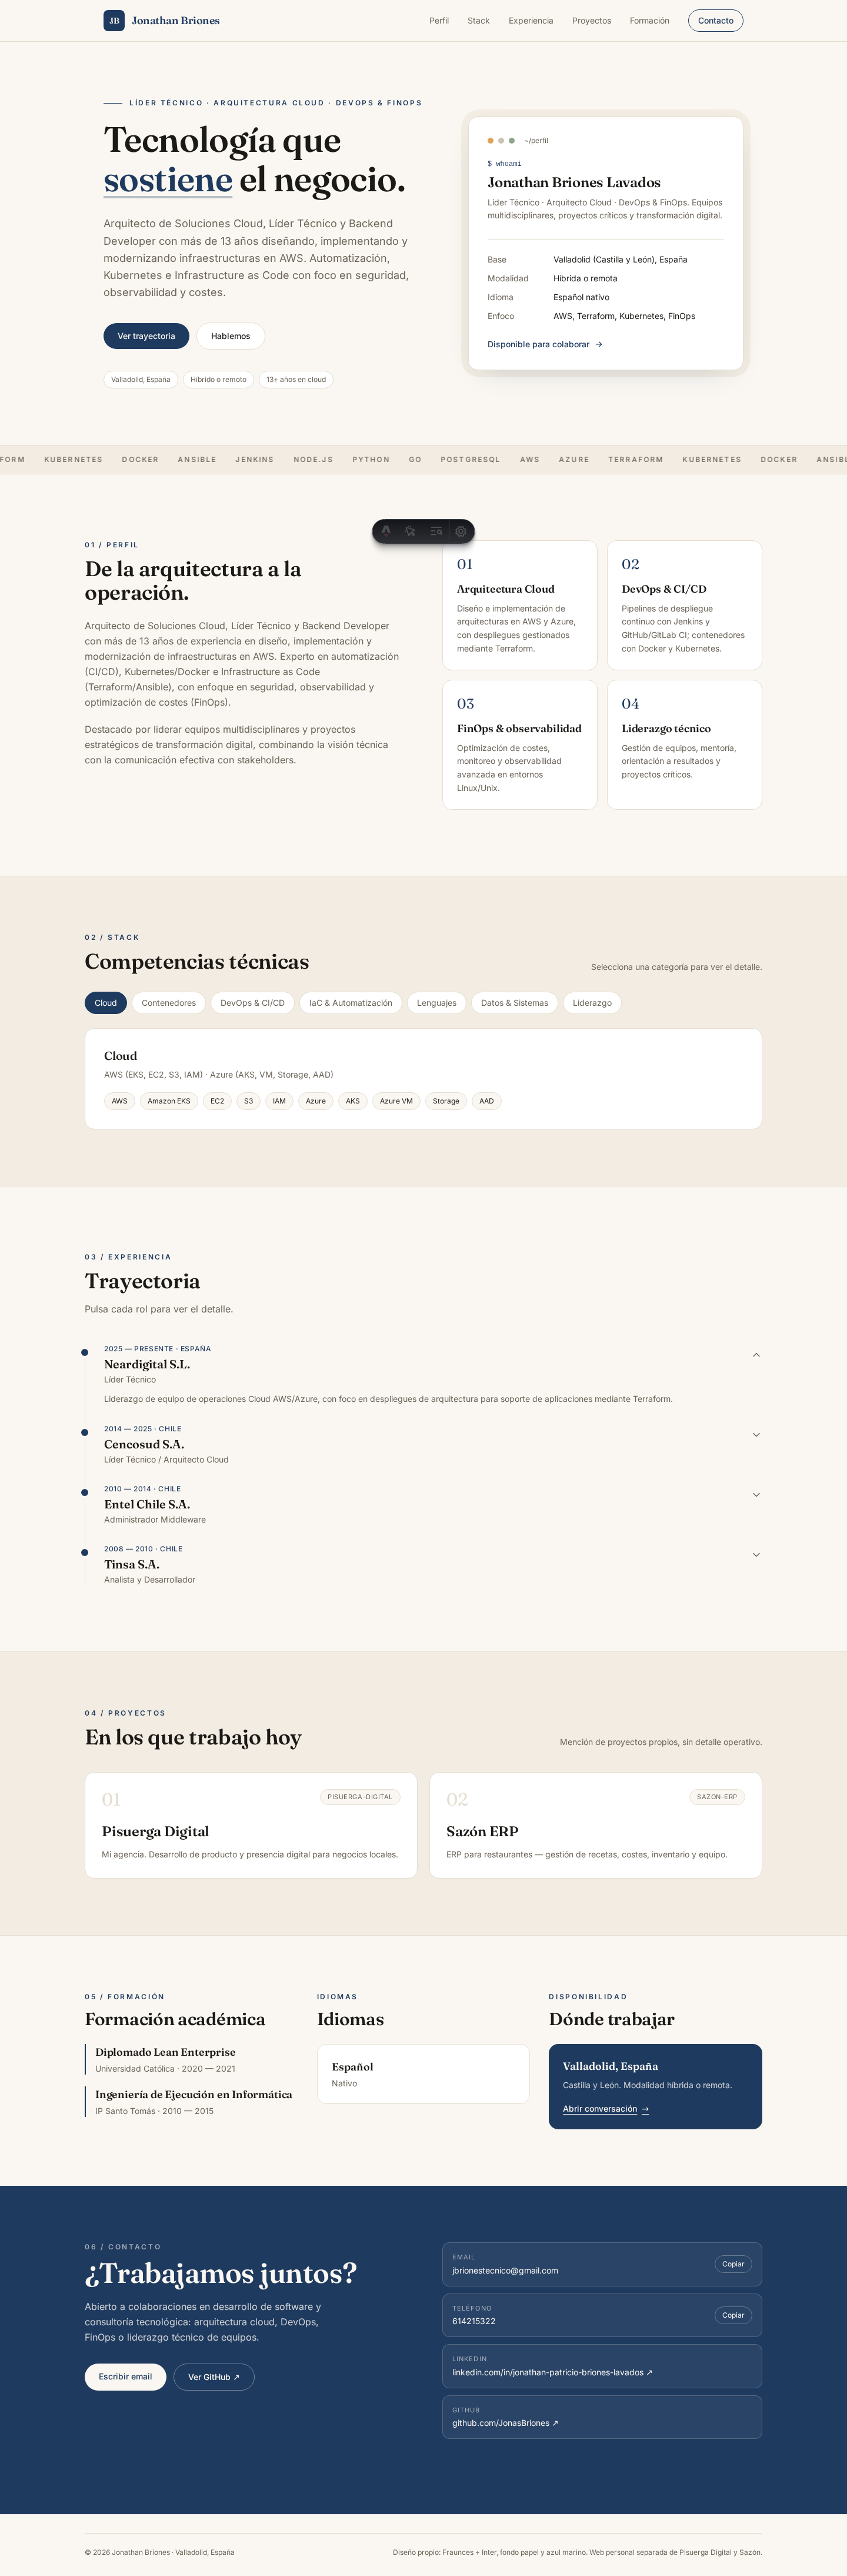 JB Jonathan Briones
Perfil Stack Experiencia Proyectos Formación Contacto
LÍDER TÉCNICO · ARQUITECTURA CLOUD · DEVOPS & FINOPS
Tecnología que
sostiene el negocio.
Arquitecto de Soluciones Cloud, Líder Técnico y Backend
Developer con más de 13 años diseñando, implementando y
modernizando infraestructuras en AWS. Automatización,
Kubernetes e Infrastructure as Code con foco en seguridad,
observabilidad y costes.
Ver trayectoria Hablemos
Valladolid, España Híbrido o remoto 13+ años en cloud
~/perfil
$ whoami
Jonathan Briones Lavados
Líder Técnico · Arquitecto Cloud · DevOps & FinOps. Equipos
multidisciplinares, proyectos críticos y transformación digital.
Base Valladolid (Castilla y León), España
Modalidad Híbrida o remota
Idioma Español nativo
Enfoco AWS, Terraform, Kubernetes, FinOps
Disponible para colaborar →
FORM KUBERNETES DOCKER ANSIBLE JENKINS NODE.JS PYTHON GO POSTGRESQL AWS AZURE TERRAFORM KUBERNETES DOCKER ANSIBL
01 / PERFIL
De la arquitectura a la
operación.
Arquitecto de Soluciones Cloud, Líder Técnico y Backend Developer
con más de 13 años de experiencia en diseño, implementación y
modernización de infraestructuras en AWS. Experto en automatización
(CI/CD), Kubernetes/Docker e Infrastructure as Code
(Terraform/Ansible), con enfoque en seguridad, observabilidad y
optimización de costes (FinOps).
Destacado por liderar equipos multidisciplinares y proyectos
estratégicos de transformación digital, combinando la visión técnica
con la comunicación efectiva con stakeholders.
01
Arquitectura Cloud
Diseño e implementación de
arquitecturas en AWS y Azure,
con despliegues gestionados
mediante Terraform.
02
DevOps & CI/CD
Pipelines de despliegue
continuo con Jenkins y
GitHub/GitLab CI; contenedores
con Docker y Kubernetes.
03
FinOps & observabilidad
Optimización de costes,
monitoreo y observabilidad
avanzada en entornos
Linux/Unix.
04
Liderazgo técnico
Gestión de equipos, mentoría,
orientación a resultados y
proyectos críticos.
02 / STACK
Competencias técnicas
Selecciona una categoría para ver el detalle.
Cloud Contenedores DevOps & CI/CD IaC & Automatización Lenguajes Datos & Sistemas Liderazgo
Cloud
AWS (EKS, EC2, S3, IAM) · Azure (AKS, VM, Storage, AAD)
AWS Amazon EKS EC2 S3 IAM Azure AKS Azure VM Storage AAD
03 / EXPERIENCIA
Trayectoria
Pulsa cada rol para ver el detalle.
2025 — PRESENTE · ESPAÑA
Neardigital S.L.
Líder Técnico
Liderazgo de equipo de operaciones Cloud AWS/Azure, con foco en despliegues de arquitectura para soporte de aplicaciones mediante Terraform.
2014 — 2025 · CHILE
Cencosud S.A.
Líder Técnico / Arquitecto Cloud
2010 — 2014 · CHILE
Entel Chile S.A.
Administrador Middleware
2008 — 2010 · CHILE
Tinsa S.A.
Analista y Desarrollador
04 / PROYECTOS
En los que trabajo hoy
Mención de proyectos propios, sin detalle operativo.
01 PISUERGA-DIGITAL
Pisuerga Digital
Mi agencia. Desarrollo de producto y presencia digital para negocios locales.
02 SAZON-ERP
Sazón ERP
ERP para restaurantes — gestión de recetas, costes, inventario y equipo.
05 / FORMACIÓN
Formación académica
Diplomado Lean Enterprise
Universidad Católica · 2020 — 2021
Ingeniería de Ejecución en Informática
IP Santo Tomás · 2010 — 2015
IDIOMAS
Idiomas
Español
Nativo
DISPONIBILIDAD
Dónde trabajar
Valladolid, España
Castilla y León. Modalidad híbrida o remota.
Abrir conversación →
06 / CONTACTO
¿Trabajamos juntos?
Abierto a colaboraciones en desarrollo de software y
consultoría tecnológica: arquitectura cloud, DevOps,
FinOps o liderazgo técnico de equipos.
Escribir email Ver GitHub ↗
EMAIL
jbrionestecnico@gmail.com Copiar
TELÉFONO
614215322 Copiar
LINKEDIN
linkedin.com/in/jonathan-patricio-briones-lavados ↗
GITHUB
github.com/JonasBriones ↗
© 2026 Jonathan Briones · Valladolid, España
Diseño propio: Fraunces + Inter, fondo papel y azul marino. Web personal separada de Pisuerga Digital y Sazón.